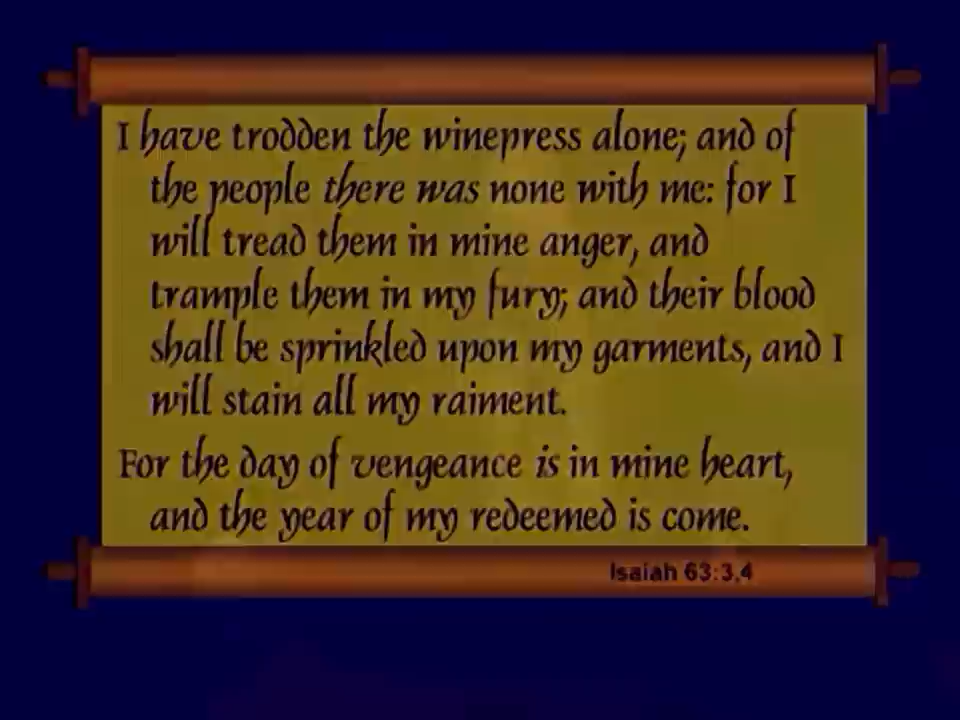 I have trodden the winepress alone; and of
the people there was none with me: for I
will tread them in mine anger, and
trample them in my fury; and their blood
shall be sprinkled upon my garments, and I
will stain all my raiment.
For the day of vengeance is in mine heart,
and the year of my redeemed is come.
Isaiah 63:3,4